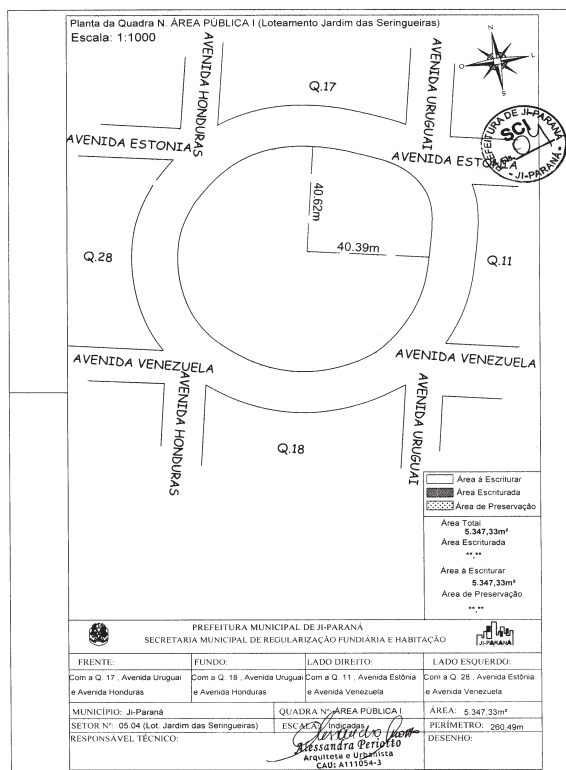 Planta da Quadra N. ÁREA PÚBLICA I (Loteamento Jardim das Seringueiras)
Escala: 1:1000
N
O
L
S
AVENIDA HONDURAS
AVENIDA URUGUAI
Q.17
PREFEITURA DE JI-PARANÁ
SCI
- JI-PARANÁ -
AVENIDA ESTONIA
AVENIDA ESTONIA
40.62m
40.39m
Q.28
Q.11
AVENIDA VENEZUELA
AVENIDA VENEZUELA
AVENIDA HONDURAS
AVENIDA URUGUAI
Q.18
Área á Escriturar
Área Escriturada
Área de Preservação
Área Total
5.347,33m²
Área Escriturada
**,**
Área á Escriturar
5.347,33m²
Área de Preservação
**,**
PREFEITURA MUNICIPAL DE JI-PARANÁ
SECRETARIA MUNICIPAL DE REGULARIZAÇÃO FUNDIÁRIA E HABITAÇÃO
JI-PARANÁ
FRENTE: FUNDO: LADO DIREITO: LADO ESQUERDO:
Com a Q. 17 , Avenida Uruguai Com a Q. 18 , Avenida Uruguai Com a Q. 11 , Avenida Estônia Com a Q. 28 , Avenida Estônia
e Avenida Honduras e Avenida Honduras e Avenida Venezuela e Avenida Venezuela
MUNICÍPIO: Ji-Paraná QUADRA Nº: ÁREA PÚBLICA I ÁREA: 5.347,33m²
SETOR Nº: 05.04 (Lot. Jardim das Seringueiras) ESCALA: Indicadas PERÍMETRO: 260,49m
RESPONSÁVEL TÉCNICO: DESENHO:
Alessandra Periotto
Arquiteta e Urbanista
CAU: A111054-3